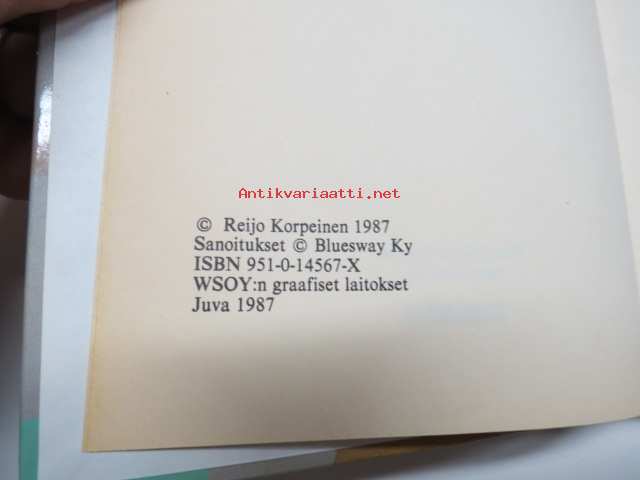 Antikvariaatti.net
© Reijo Korpeinen 1987
Sanoitukset © Bluesway Ky
ISBN 951-0-14567-X
WSOY:n graafiset laitokset
Juva 1987